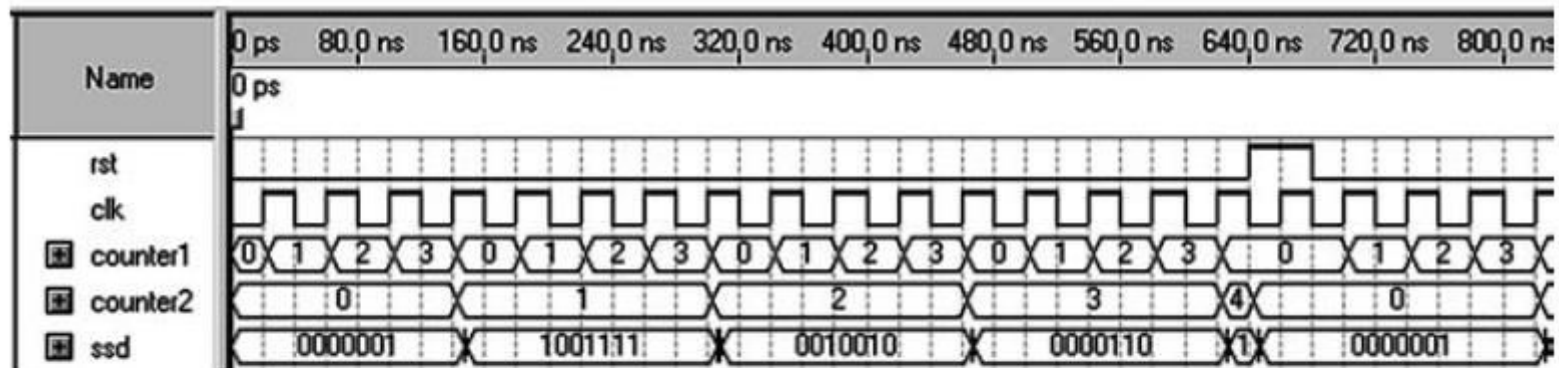 Name
0 ps 80.0 ns 160,0 ns 240,0 ns 320,0 ns 400,0 ns 480,0 ns 560,0 ns 640,0 ns 720,0 ns 800,0 ns
0 ps
rst
clk
counter1 0 1 2 3 0 1 2 3 0 1 2 3 0 1 2 3 0 1 2 3
counter2 0 1 2 3 4 0
ssd 0000001 1001111 0010010 0000110 1 0000001